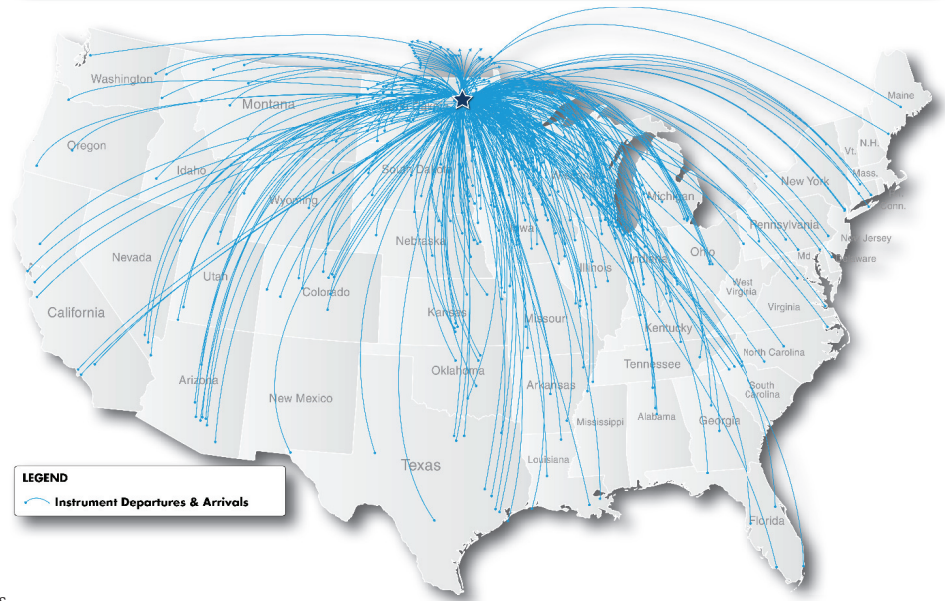 Washington
Montana
Maine
Oregon
Vt.
N.H.
Idaho
South Dakota
Mass.
Michigan
New York
Wyoming
Conn.
Pennsylvania
Nebraska
Iowa
New Jersey
Nevada
Ohio
Md.
Delaware
Utah
Illinois
Indiana
West
Virginia
Colorado
California
Kansas
Missouri
Virginia
Kentucky
North Carolina
Tennessee
Oklahoma
Arizona
Arkansas
South
Carolina
New Mexico
Mississippi
Alabama
Georgia
Texas
Louisiana
LEGEND
Instrument Departures & Arrivals
Florida